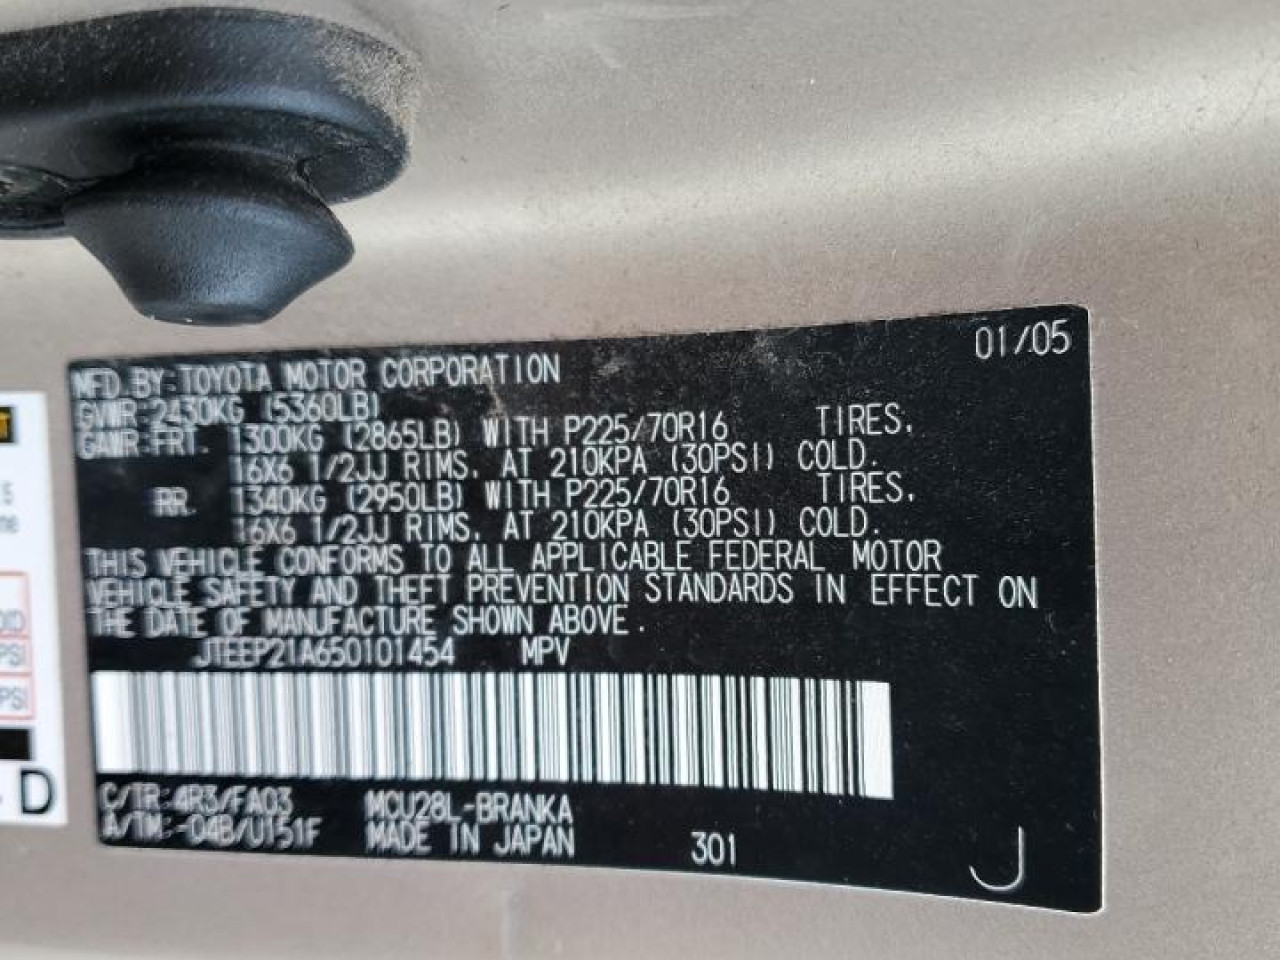 01/05
MFD.BY:TOYOTA MOTOR CORPORATION
GVWR:2430KG (5360LB)
GAWR:FRT. 1300KG (2865LB) WITH P225/70R16 TIRES.
16X6 1/2JJ RIMS. AT 210KPA (30PSI) COLD.
RR. 1340KG (2950LB) WITH P225/70R16 TIRES.
16X6 1/2JJ RIMS. AT 210KPA (30PSI) COLD.
THIS VEHICLE CONFORMS TO ALL APPLICABLE FEDERAL MOTOR
VEHICLE SAFETY AND THEFT PREVENTION STANDARDS IN EFFECT ON
THE DATE OF MANUFACTURE SHOWN ABOVE.
JTEEP21A650101454 MPV
C/TR:4R3/FA03 MCU28L-BRANKA
A/TM:-04B/U151F MADE IN JAPAN 301
J
PSI
PSI
D